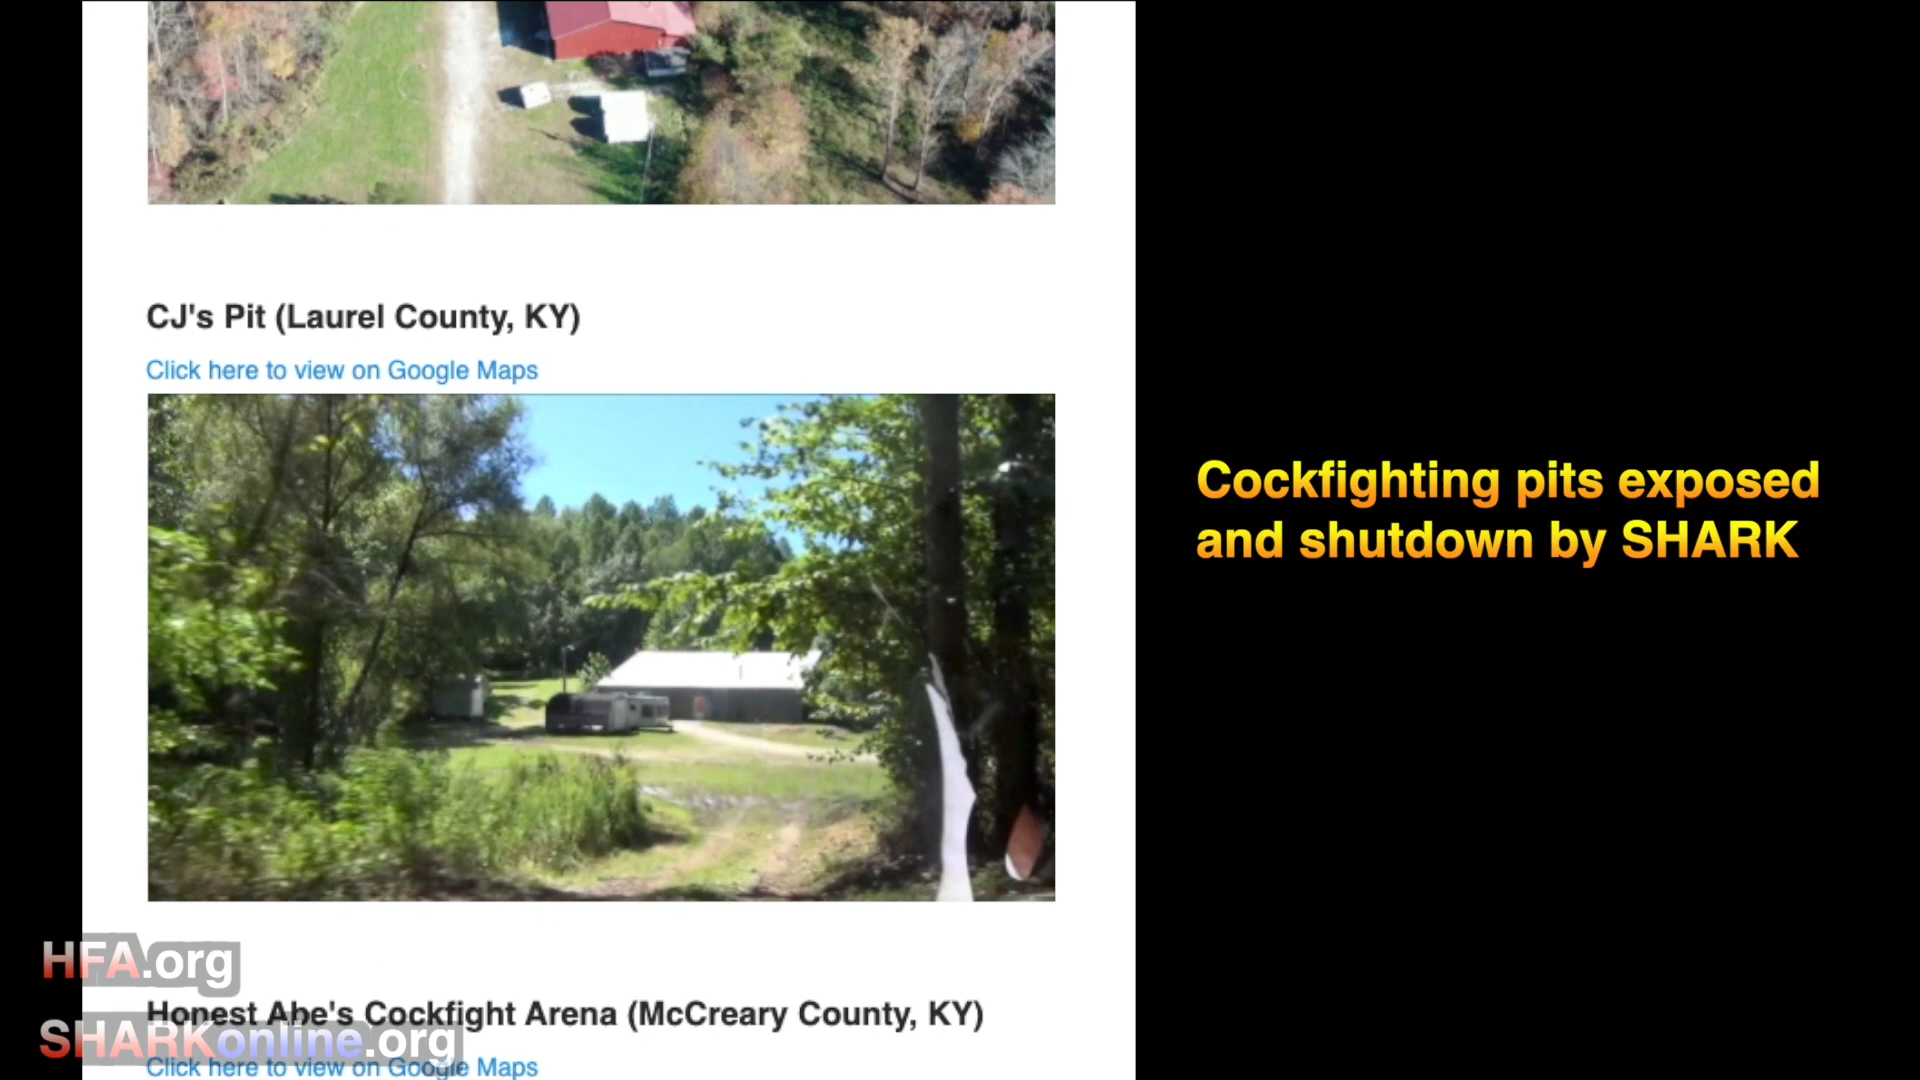 CJ's Pit (Laurel County, KY)
Click here to view on Google Maps
Cockfighting pits exposed
and shutdown by SHARK
HFA.org
Honest Abe's Cockfight Arena (McCreary County, KY)
SHARKonline.org
Click here to view on Google Maps